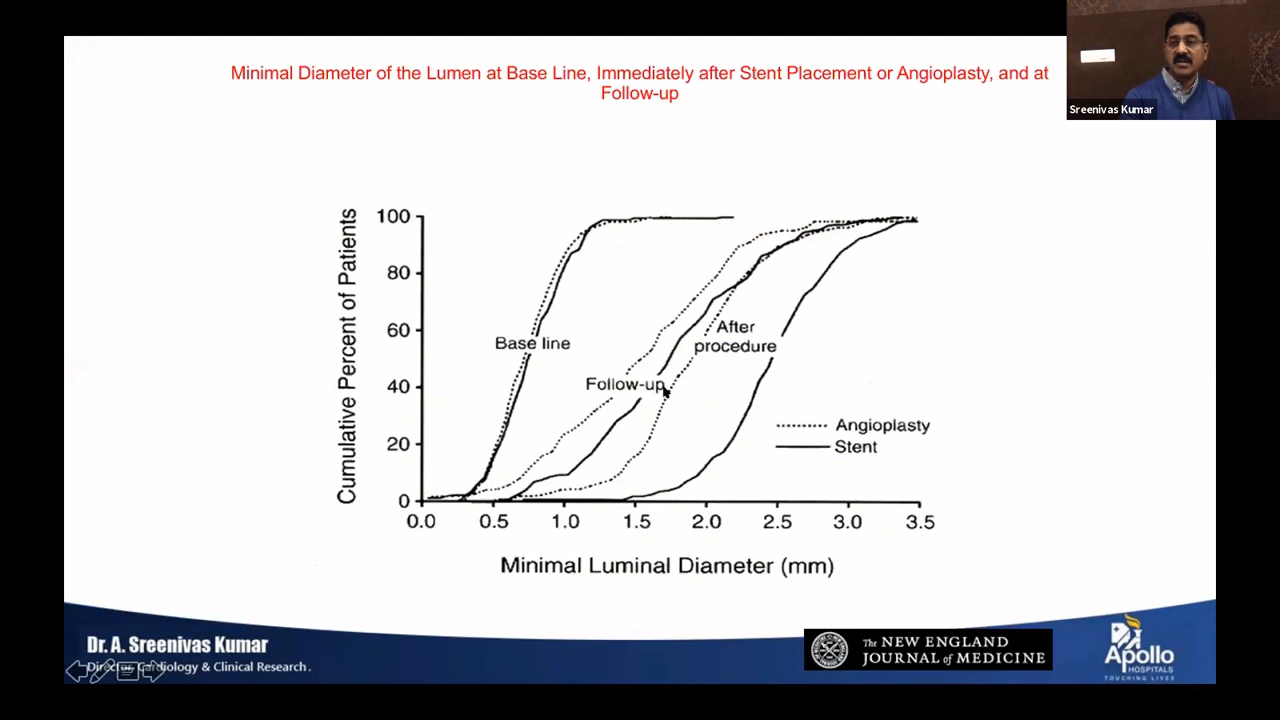 Minimal Diameter of the Lumen at Base Line, Immediately after Stent Placement or Angioplasty, and at
Follow-up
Sreenivas Kumar
Cumulative Percent of Patients
100
80
60
40
20
0
Base line
Follow-up
After
procedure
Angioplasty
Stent
0.0 0.5 1.0 1.5 2.0 2.5 3.0 3.5
Minimal Luminal Diameter (mm)
Dr. A. Sreenivas Kumar
Director, Cardiology & Clinical Research .
The NEW ENGLAND
JOURNAL of MEDICINE
Apollo
HOSPITALS
TOUCHING LIVES